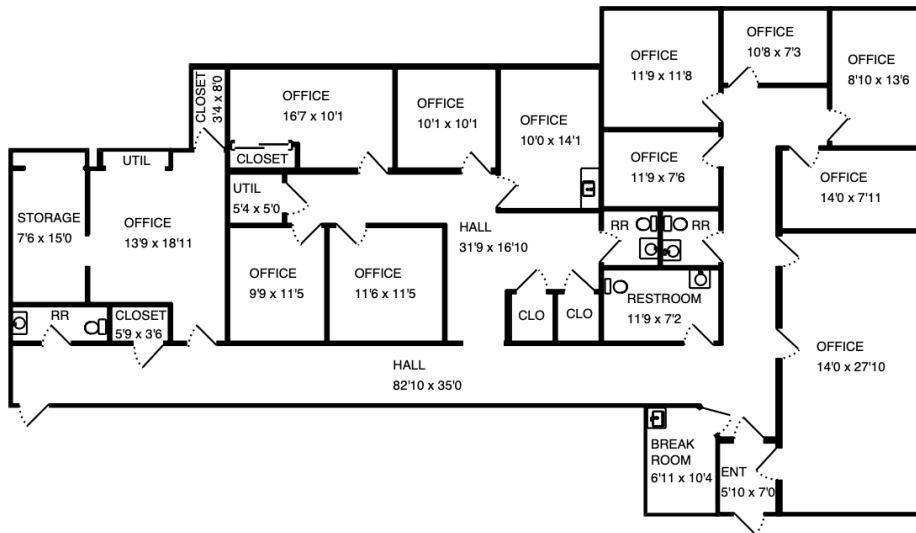 OFFICE
10'8 x 7'3
OFFICE
11'9 x 11'8
OFFICE
8'10 x 13'6
CLOSET
3'4 x 8'0
OFFICE
16'7 x 10'1
OFFICE
10'1 x 10'1
OFFICE
10'0 x 14'1
CLOSET
OFFICE
11'9 x 7'6
OFFICE
14'0 x 7'11
UTIL
UTIL
5'4 x 5'0
STORAGE
7'6 x 15'0
OFFICE
13'9 x 18'11
HALL
31'9 x 16'10
RR
RR
OFFICE
9'9 x 11'5
OFFICE
11'6 x 11'5
CLO
CLO
RESTROOM
11'9 x 7'2
RR
CLOSET
5'9 x 3'6
HALL
82'10 x 35'0
OFFICE
14'0 x 27'10
BREAK
ROOM
6'11 x 10'4
ENT
5'10 x 7'0